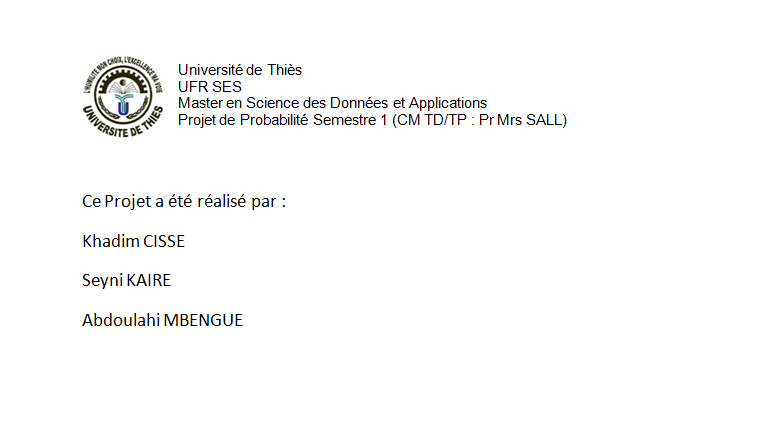 L'HUMILITE MON CHOIX, L'EXCELLENCE MA VOIE
UNIVERSITE DE THIES
Université de Thiès
UFR SES
Master en Science des Données et Applications
Projet de Probabilité Semestre 1 (CM TD/TP : Pr Mrs SALL)
Ce Projet a été réalisé par :
Khadim CISSE
Seyni KAIRE
Abdoulahi MBENGUE